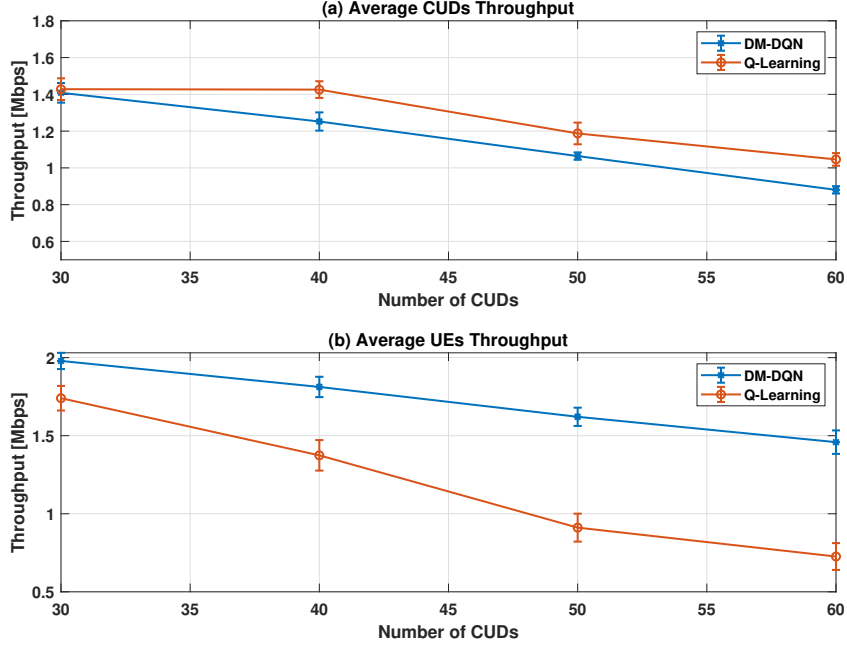 (a) Average CUDs Throughput
1.8
1.6
1.4
1.2
1
0.8
0.6
Throughput [Mbps]
DM-DQN
Q-Learning
30 35 40 45 50 55 60
Number of CUDs
(b) Average UEs Throughput
2
1.5
1
0.5
Throughput [Mbps]
DM-DQN
Q-Learning
30 35 40 45 50 55 60
Number of CUDs